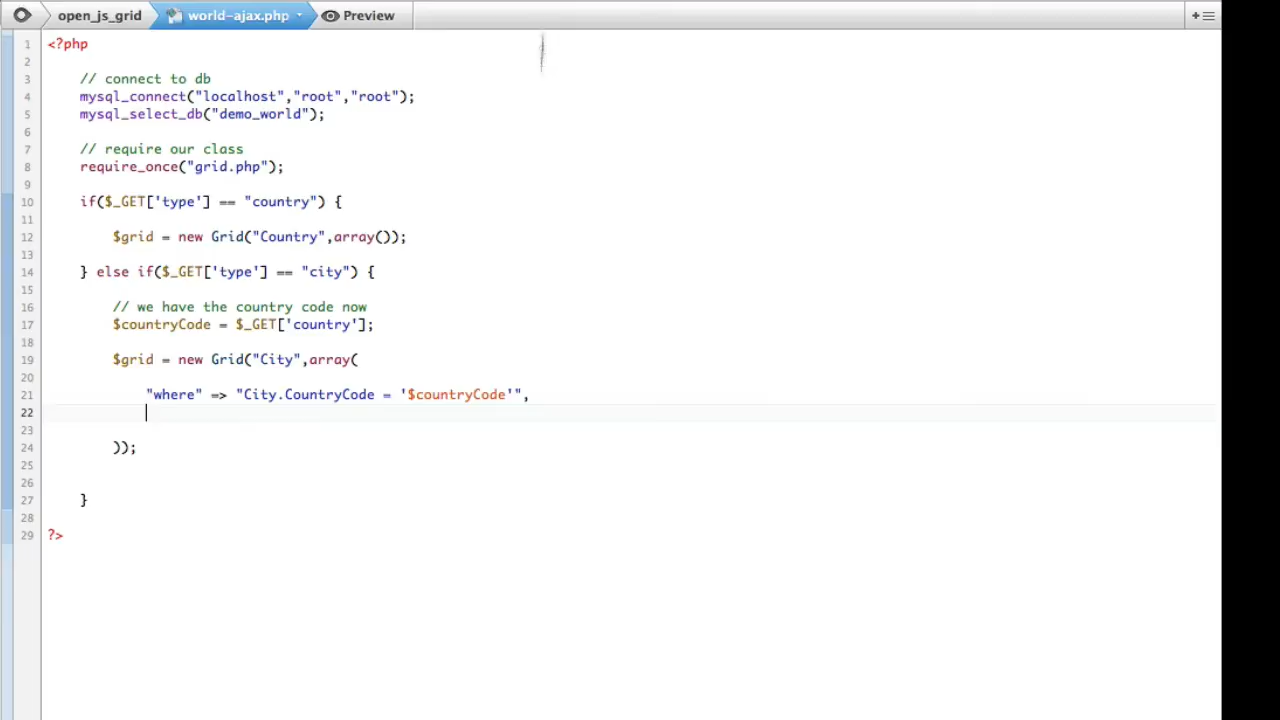 open_js_grid world-ajax.php Preview
1 <?php
2
3 // connect to db
4 mysql_connect("localhost","root","root");
5 mysql_select_db("demo_world");
6
7 // require our class
8 require_once("grid.php");
9
10 if($_GET['type'] == "country") {
11
12 $grid = new Grid("Country",array());
13
14 } else if($_GET['type'] == "city") {
15
16 // we have the country code now
17 $countryCode = $_GET['country'];
18
19 $grid = new Grid("City",array(
20
21 "where" => "City.CountryCode = '$countryCode'",
22
23
24 ));
25
26
27 }
28
29 ?>